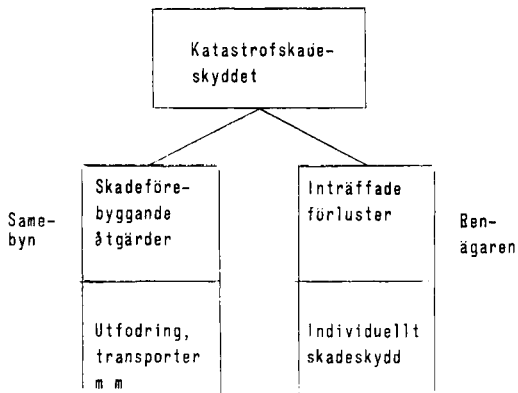 Katastrofskade-
skyddet
Same-
byn
Skadeföre-
byggande
åtgärder
Inträffade
förluster
Ren-
ägaren
Utfodring,
transporter
m m
Individuellt
skadeskydd